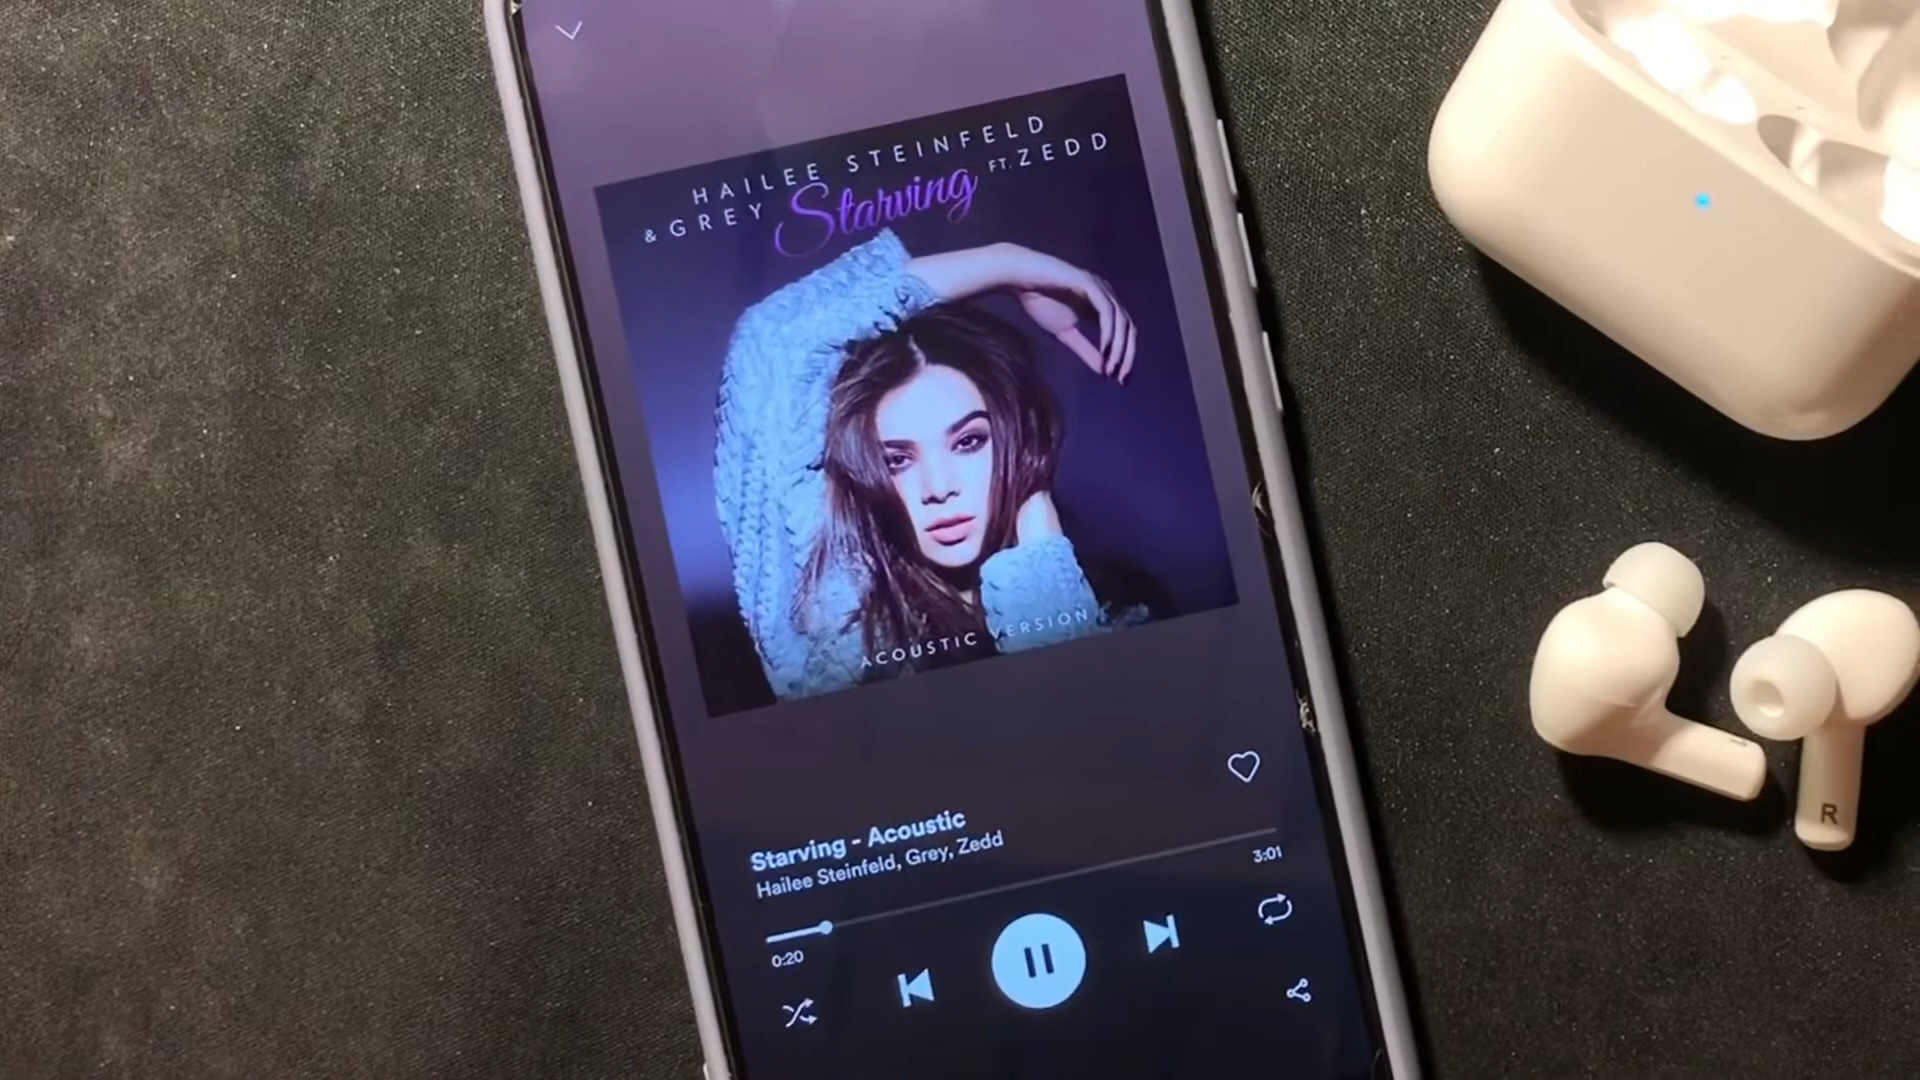 HAILEE STEINFELD
& GREY Starving FT. ZEDD
ACOUSTIC VERSION
Starving - Acoustic
Hailee Steinfeld, Grey, Zedd
0:20
3:01
R